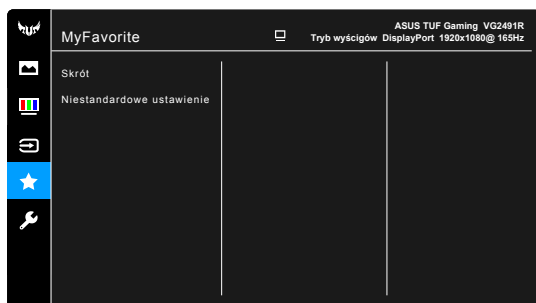 ASUS TUF Gaming VG2491R
MyFavorite
Tryb wyścigów DisplayPort 1920x1080@ 165Hz
Skrót
Niestandardowe ustawienie